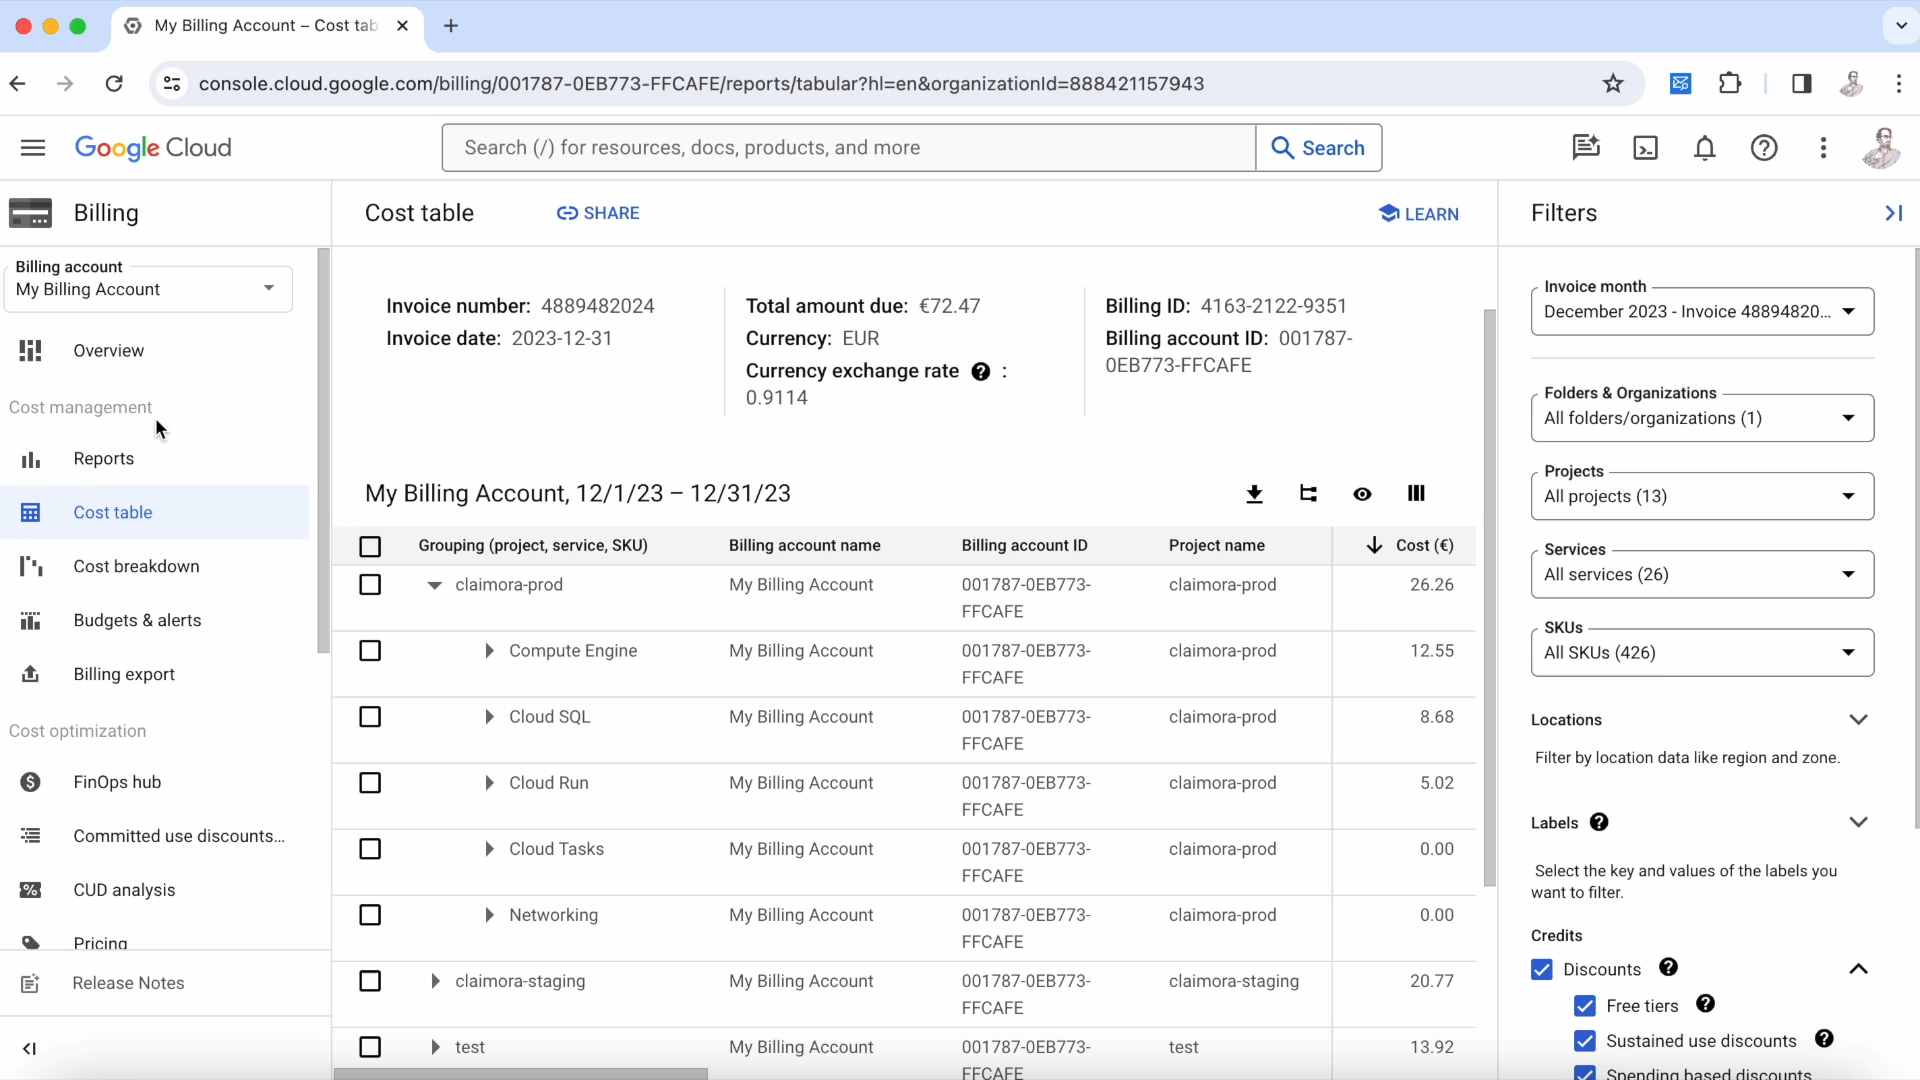 My Billing Account – Cost tab
console.cloud.google.com/billing/001787-0EB773-FFCAFE/reports/tabular?hl=en&organizationId=888421157943
Google Cloud
Search (/) for resources, docs, products, and more
Search
Billing
Billing account
My Billing Account
Overview
Cost management
Reports
Cost table
Cost breakdown
Budgets & alerts
Billing export
Cost optimization
FinOps hub
Committed use discounts...
CUD analysis
Pricing
Release Notes
Cost table
SHARE
LEARN
Invoice number: 4889482024
Invoice date: 2023-12-31
Total amount due: €72.47
Currency: EUR
Currency exchange rate ? :
0.9114
Billing ID: 4163-2122-9351
Billing account ID: 001787-
0EB773-FFCAFE
My Billing Account, 12/1/23 – 12/31/23
Grouping (project, service, SKU) Billing account name Billing account ID Project name Cost (€)
claimora-prod My Billing Account 001787-0EB773- claimora-prod 26.26
FFCAFE
Compute Engine My Billing Account 001787-0EB773- claimora-prod 12.55
FFCAFE
Cloud SQL My Billing Account 001787-0EB773- claimora-prod 8.68
FFCAFE
Cloud Run My Billing Account 001787-0EB773- claimora-prod 5.02
FFCAFE
Cloud Tasks My Billing Account 001787-0EB773- claimora-prod 0.00
FFCAFE
Networking My Billing Account 001787-0EB773- claimora-prod 0.00
FFCAFE
claimora-staging My Billing Account 001787-0EB773- claimora-staging 20.77
FFCAFE
test My Billing Account 001787-0EB773- test 13.92
FFCAFE
Filters
Invoice month
December 2023 - Invoice 48894820...
Folders & Organizations
All folders/organizations (1)
Projects
All projects (13)
Services
All services (26)
SKUs
All SKUs (426)
Locations
Filter by location data like region and zone.
Labels ?
Select the key and values of the labels you
want to filter.
Credits
Discounts ?
Free tiers ?
Sustained use discounts ?
Spending based discounts